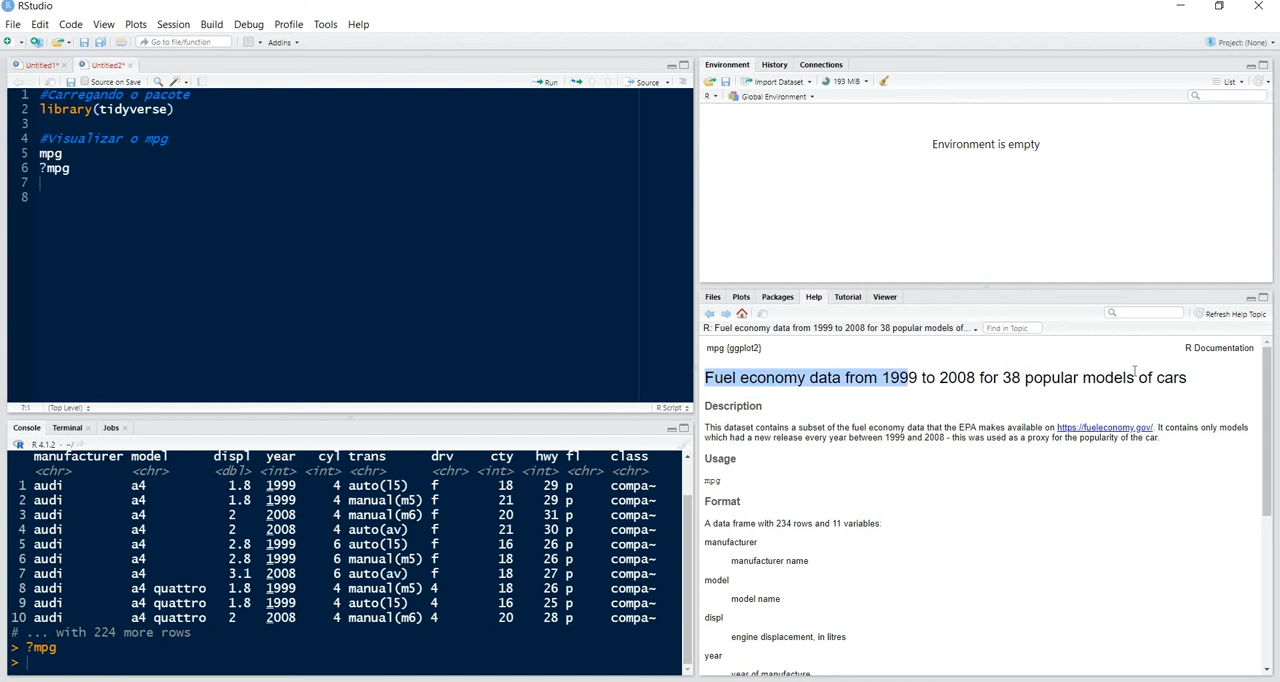 RStudio
File Edit Code View Plots Session Build Debug Profile Tools Help
Go to file/function Addins Project: (None)
Untitled1* Untitled2*
Source on Save Run Source
1 #Carregando o pacote
2 library(tidyverse)
3
4 #Visualizar o mpg
5 mpg
6 ?mpg
7
8
7:1 (Top Level) R Script
Console Terminal Jobs
R 4.1.2 · ~/
manufacturer model displ year cyl trans drv cty hwy fl class
<chr> <chr> <dbl> <int> <int> <chr> <chr> <int> <int> <chr> <chr>
1 audi a4 1.8 1999 4 auto(l5) f 18 29 p compa~
2 audi a4 1.8 1999 4 manual(m5) f 21 29 p compa~
3 audi a4 2 2008 4 manual(m6) f 20 31 p compa~
4 audi a4 2 2008 4 auto(av) f 21 30 p compa~
5 audi a4 2.8 1999 6 auto(l5) f 16 26 p compa~
6 audi a4 2.8 1999 6 manual(m5) f 18 26 p compa~
7 audi a4 3.1 2008 6 auto(av) f 18 27 p compa~
8 audi a4 quattro 1.8 1999 4 manual(m5) 4 18 26 p compa~
9 audi a4 quattro 1.8 1999 4 auto(l5) 4 16 25 p compa~
10 audi a4 quattro 2 2008 4 manual(m6) 4 20 28 p compa~
# ... with 224 more rows
> ?mpg
>
Environment History Connections
Import Dataset 193 MiB List
R Global Environment
Environment is empty
Files Plots Packages Help Tutorial Viewer
Refresh Help Topic
R: Fuel economy data from 1999 to 2008 for 38 popular models of... Find in Topic
mpg {ggplot2} R Documentation
Fuel economy data from 1999 to 2008 for 38 popular models of cars
Description
This dataset contains a subset of the fuel economy data that the EPA makes available on https://fueleconomy.gov/. It contains only models
which had a new release every year between 1999 and 2008 - this was used as a proxy for the popularity of the car.
Usage
mpg
Format
A data frame with 234 rows and 11 variables:
manufacturer
manufacturer name
model
model name
displ
engine displacement, in litres
year
year of manufacture